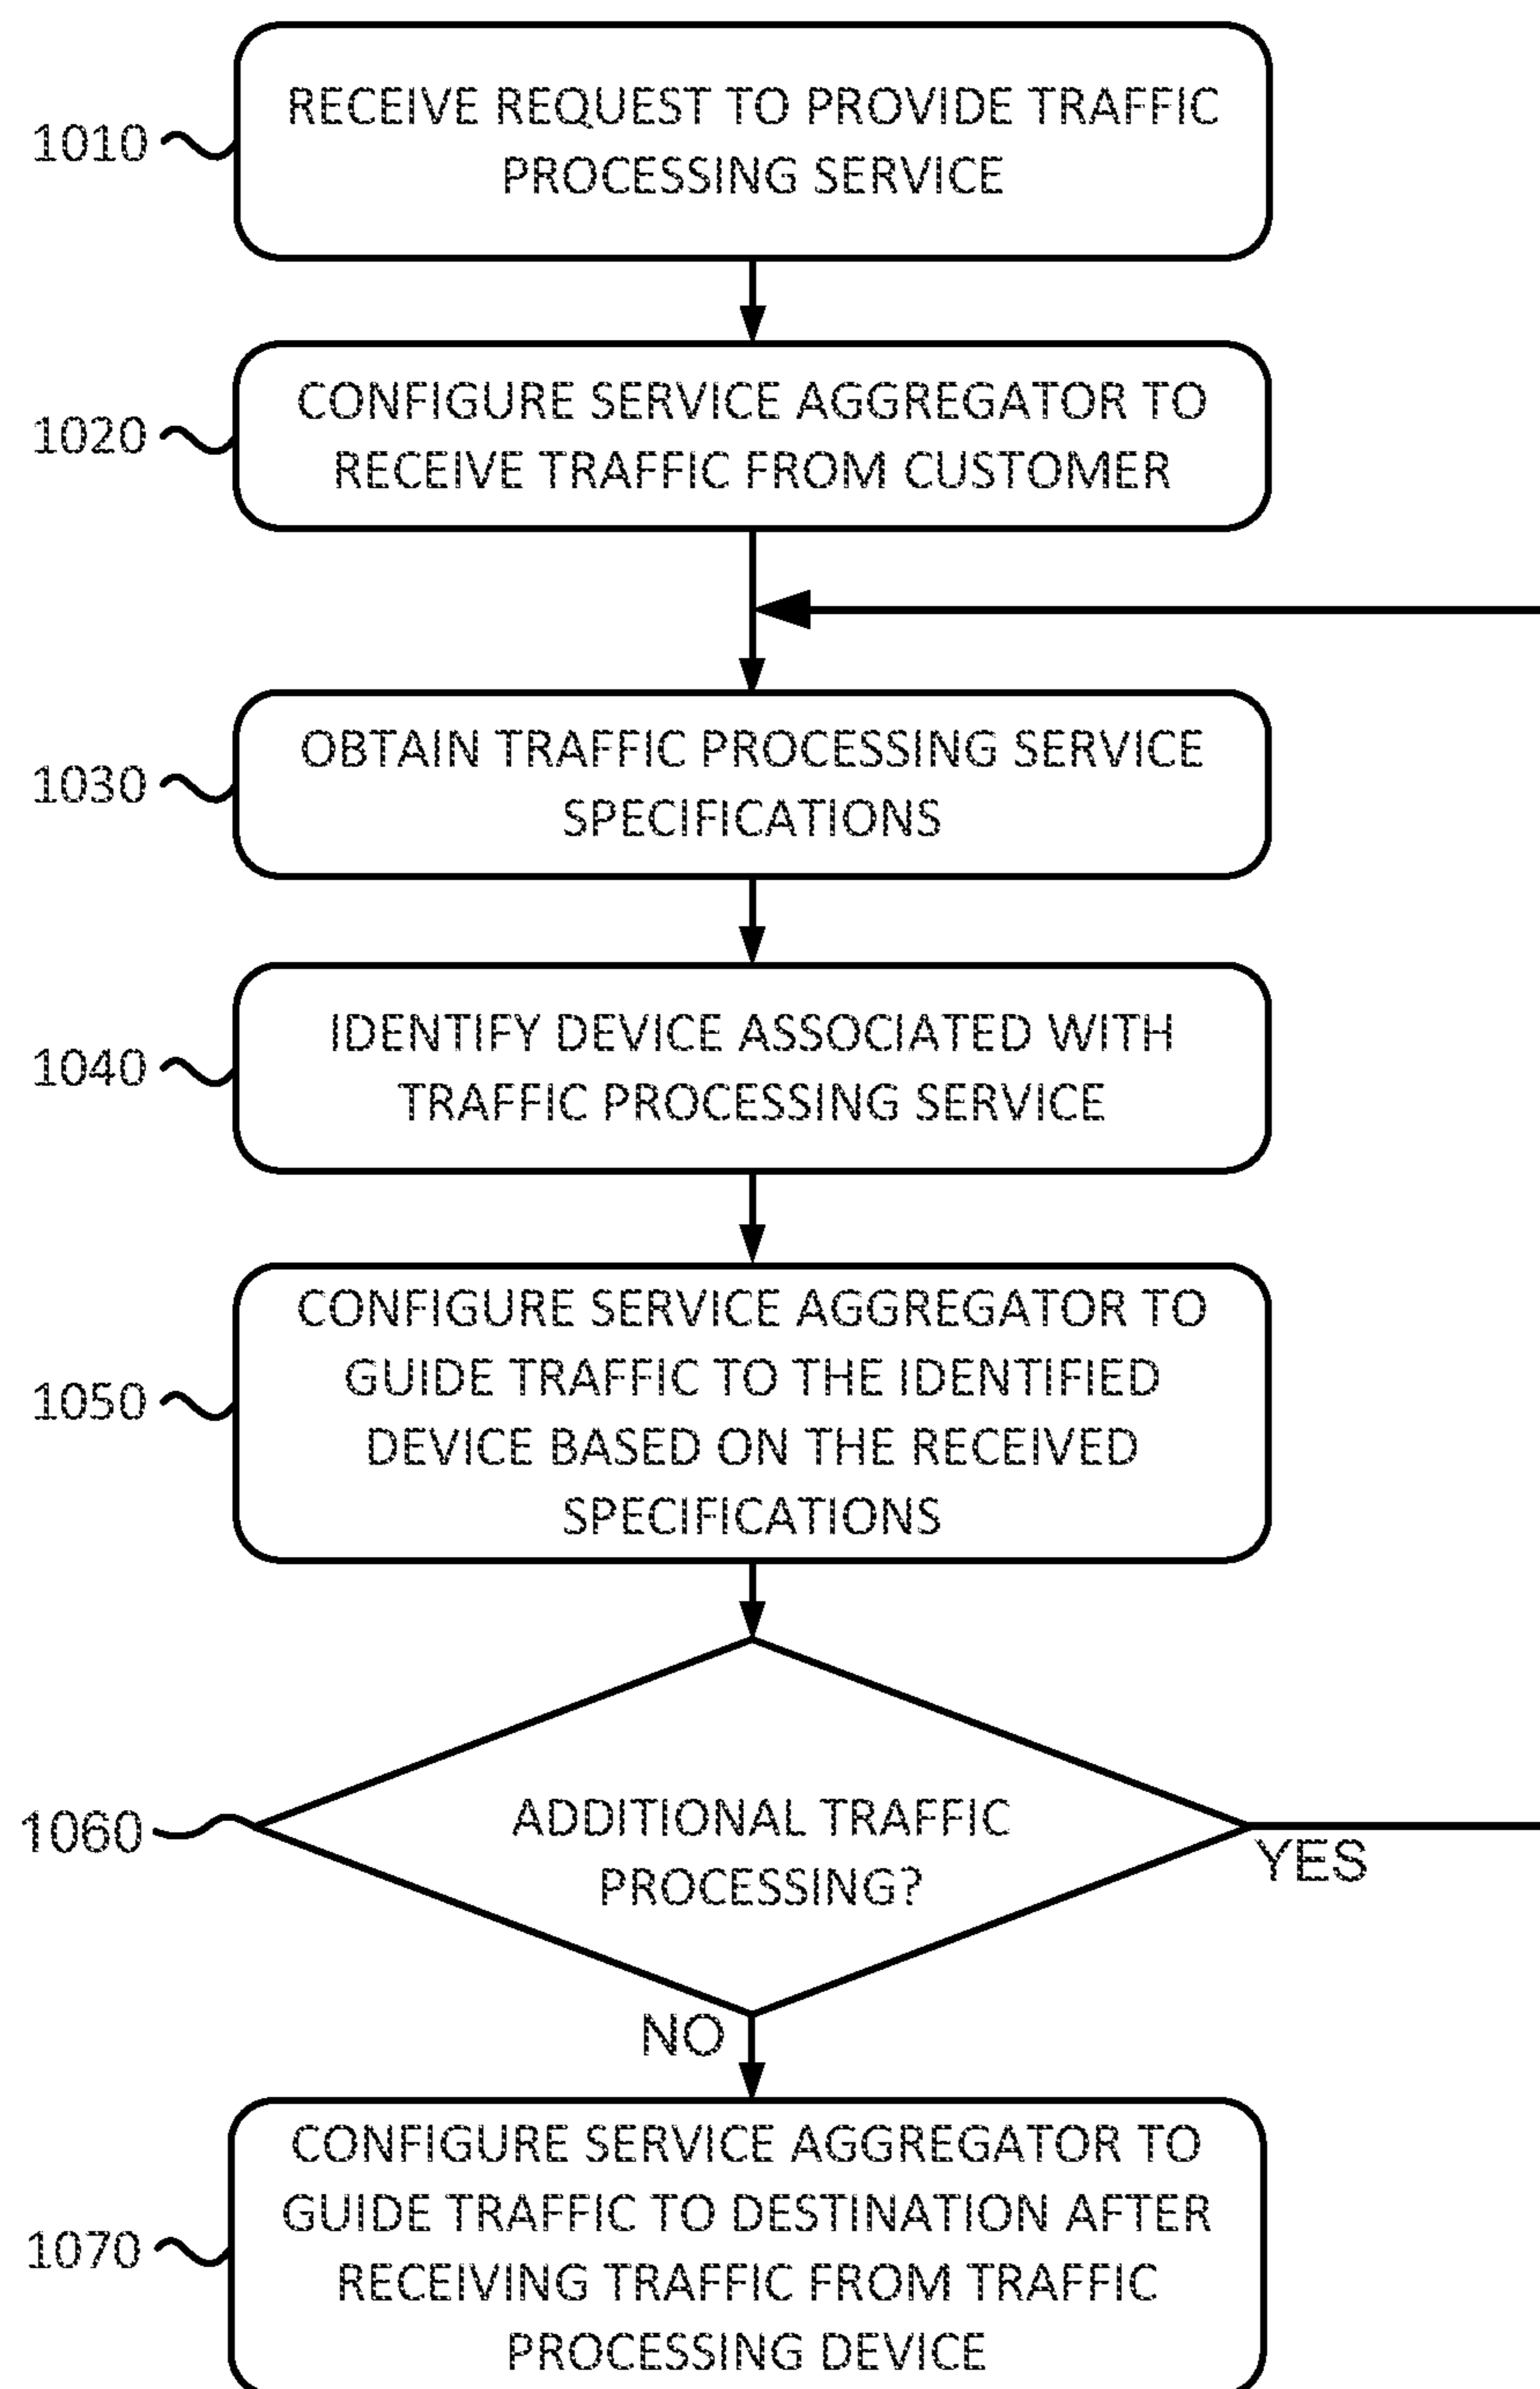 1010
RECEIVE REQUEST TO PROVIDE TRAFFIC
PROCESSING SERVICE
1020
CONFIGURE SERVICE AGGREGATOR TO
RECEIVE TRAFFIC FROM CUSTOMER
1030
OBTAIN TRAFFIC PROCESSING SERVICE
SPECIFICATIONS
1040
IDENTIFY DEVICE ASSOCIATED WITH
TRAFFIC PROCESSING SERVICE
1050
CONFIGURE SERVICE AGGREGATOR TO
GUIDE TRAFFIC TO THE IDENTIFIED
DEVICE BASED ON THE RECEIVED
SPECIFICATIONS
1060
ADDITIONAL TRAFFIC
PROCESSING?
YES
NO
1070
CONFIGURE SERVICE AGGREGATOR TO
GUIDE TRAFFIC TO DESTINATION AFTER
RECEIVING TRAFFIC FROM TRAFFIC
PROCESSING DEVICE